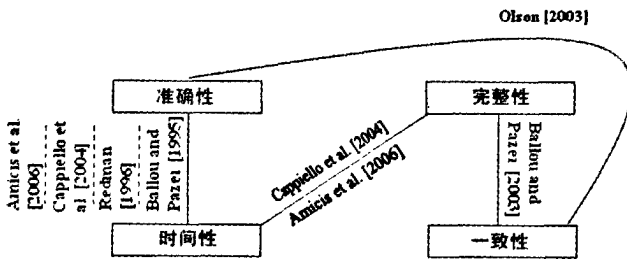 Olson [2003]
准确性
完整性
Amicis et al.
[2006]
Cappiello et
al [2004]
Redman
[1996]
Ballou and
Pazer [1995]
Cappiello et al. [2004]
Amicis et al. [2006]
Ballou and
Pazer [2003]
时间性
一致性